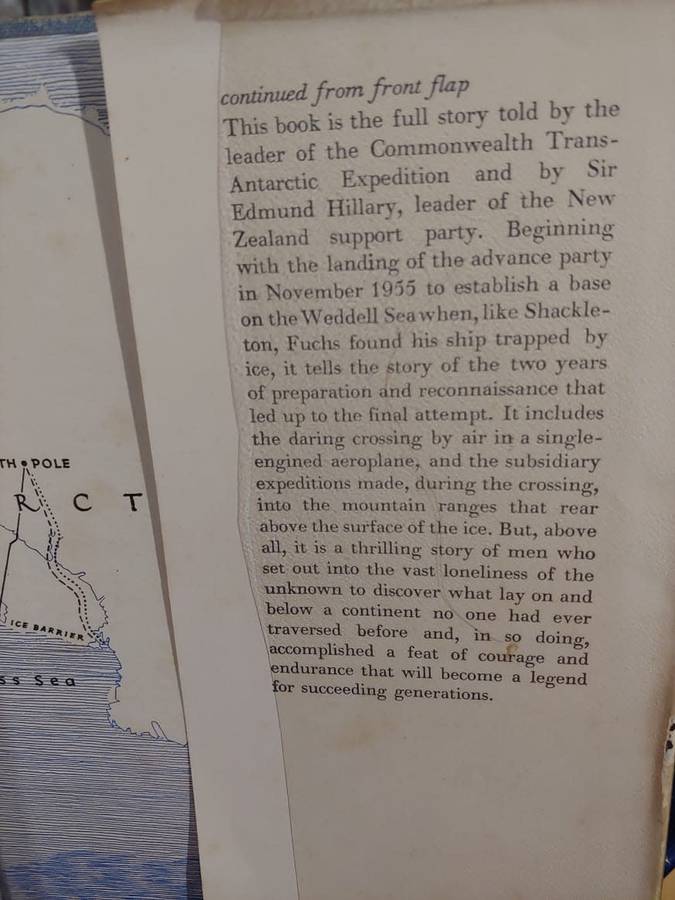 continued from front flap
This book is the full story told by the
leader of the Commonwealth Trans-
Antarctic Expedition and by Sir
Edmund Hillary, leader of the New
Zealand support party. Beginning
with the landing of the advance party
in November 1955 to establish a base
on the Weddell Sea when, like Shackle-
ton, Fuchs found his ship trapped by
ice, it tells the story of the two years
of preparation and reconnaissance that
led up to the final attempt. It includes
the daring crossing by air in a single-
engined aeroplane, and the subsidiary
expeditions made, during the crossing,
into the mountain ranges that rear
above the surface of the ice. But, above
all, it is a thrilling story of men who
set out into the vast loneliness of the
unknown to discover what lay on and
below a continent no one had ever
traversed before and, in so doing,
accomplished a feat of courage and
endurance that will become a legend
for succeeding generations.
TH POLE
R C T
ICE BARRIER
ss Sea